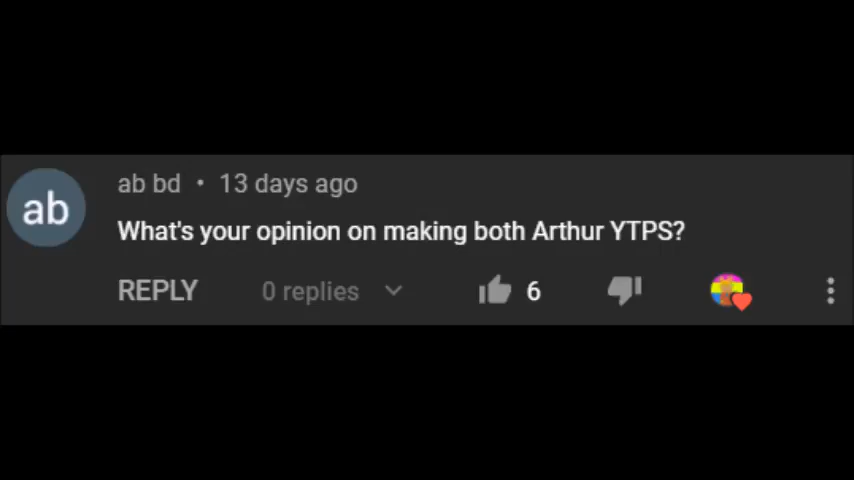 ab
ab bd • 13 days ago
What's your opinion on making both Arthur YTPS?
REPLY 0 replies 6